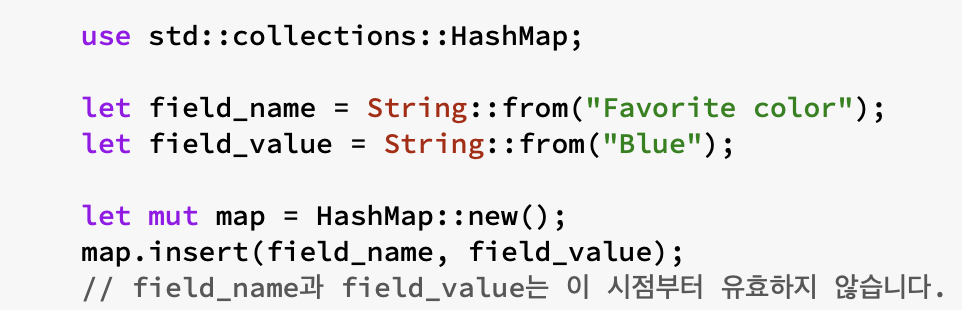 use std::collections::HashMap;
let field_name = String::from("Favorite color");
let field_value = String::from("Blue");
let mut map = HashMap::new();
map.insert(field_name, field_value);
// field_name과 field_value는 이 시점부터 유효하지 않습니다.